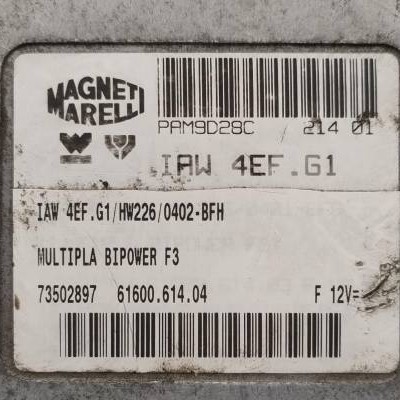 MAGNETI
MARELLI
PAM9D28C / 214 01
IAW 4EF.G1
IAW 4EF.G1/HW226/0402-BFH
MULTIPLA BIPOWER F3
73502897 61600.614.04 F 12V=